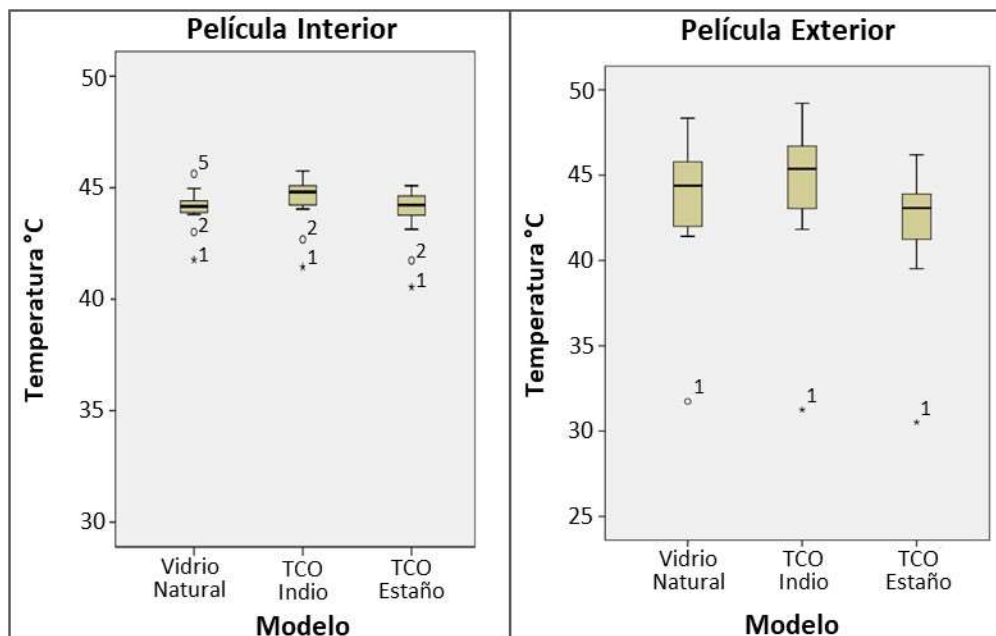 Película Interior
Temperatura °C
50
45
40
35
30
5
2
1
2
1
2
1
Vidrio
Natural
TCO
Indio
TCO
Estaño
Modelo
Película Exterior
Temperatura °C
50
45
40
35
30
25
1
1
1
Vidrio
Natural
TCO
Indio
TCO
Estaño
Modelo